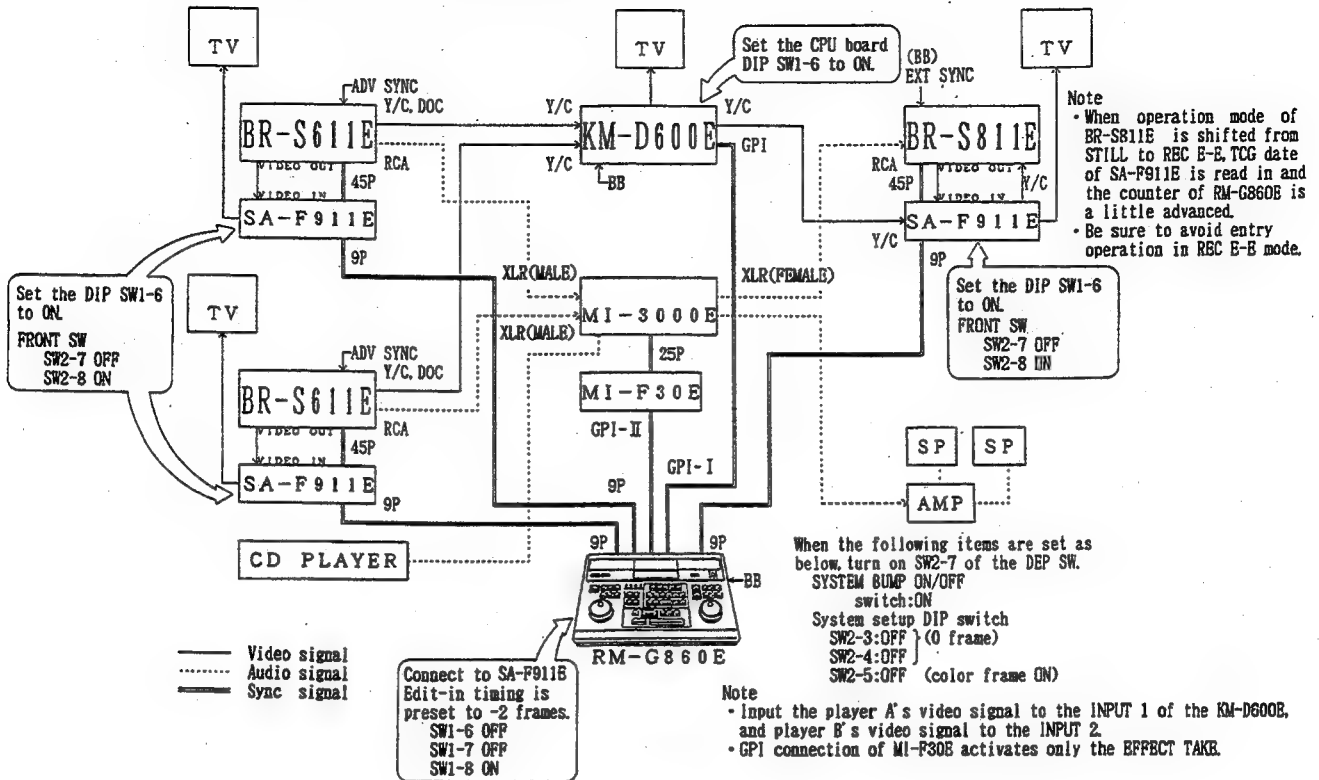 TV
TV
TV
Set the CPU board
DIP SW1-6 to ON.
(BB)
EXT SYNC
ADV SYNC
Y/C, DOC
Y/C
Y/C
BR-S611E
KM-D600E
BR-S811E
GPI
Y/C
RCA
RCA
VIDEO OUT
45P
VIDEO IN
BB
VIDEO OUT
45P
VIDEO IN
Y/C
SA-F911E
SA-F911E
Y/C
9P
9P
Note
・When operation mode of
BR-S811E is shifted from
STILL to REC E-E, TCG date
of SA-F911E is read in and
the counter of RM-G860E is
a little advanced.
・Be sure to avoid entry
operation in REC E-E mode.
Set the DIP SW1-6
to ON.
FRONT SW
SW2-7 OFF
SW2-8 ON
TV
XLR(MALE)
XLR(FEMALE)
MI-3000E
XLR(MALE)
25P
MI-F30E
GPI-II
GPI-I
Set the DIP SW1-6
to ON.
FRONT SW
SW2-7 OFF
SW2-8 ON
ADV SYNC
Y/C, DOC
BR-S611E
RCA
VIDEO OUT
45P
VIDEO IN
SA-F911E
9P
9P
SP
SP
AMP
CD PLAYER
9P
9P
BB
RM-G860E
When the following items are set as
below, turn on SW2-7 of the DEP SW.
SYSTEM BUMP ON/OFF
switch:ON
System setup DIP switch
SW2-3:OFF } (0 frame)
SW2-4:OFF
SW2-5:OFF (color frame ON)
Video signal
Audio signal
Sync signal
Connect to SA-F911E
Edit-in timing is
preset to -2 frames.
SW1-6 OFF
SW1-7 OFF
SW1-8 ON
Note
・Input the player A's video signal to the INPUT 1 of the KM-D600E,
and player B's video signal to the INPUT 2.
・GPI connection of MI-F30E activates only the EFFECT TAKE.